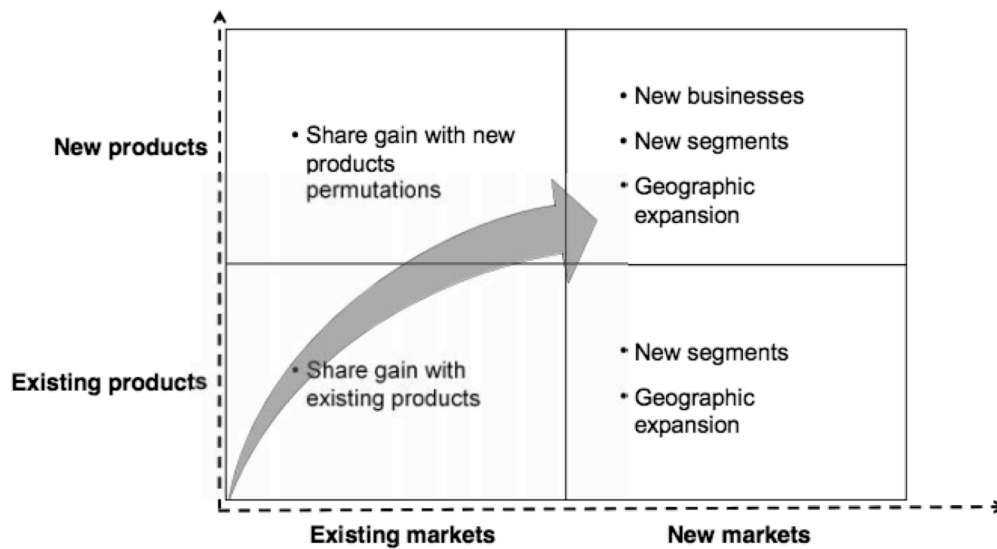 New products
• Share gain with new
products
permutations
• New businesses
• New segments
• Geographic
expansion
Existing products
• Share gain with
existing products
• New segments
• Geographic
expansion
Existing markets
New markets